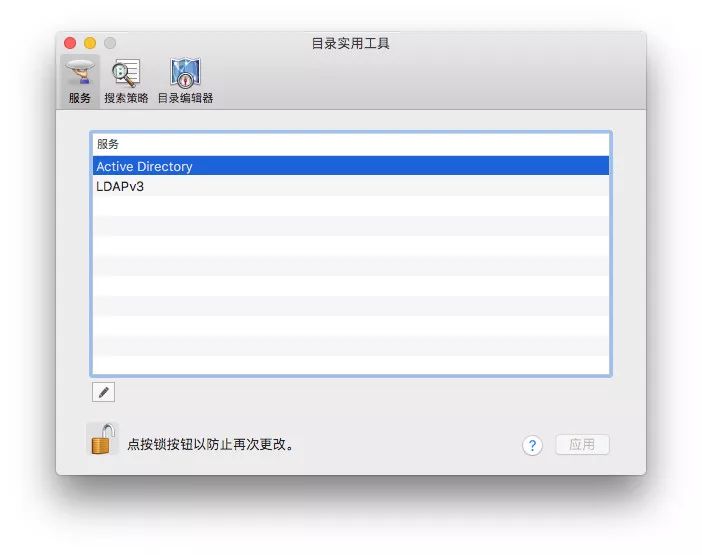 目录实用工具
服务 搜索策略 目录编辑器
服务
Active Directory
LDAPv3
点按锁按钮以防止再次更改。 ? 应用